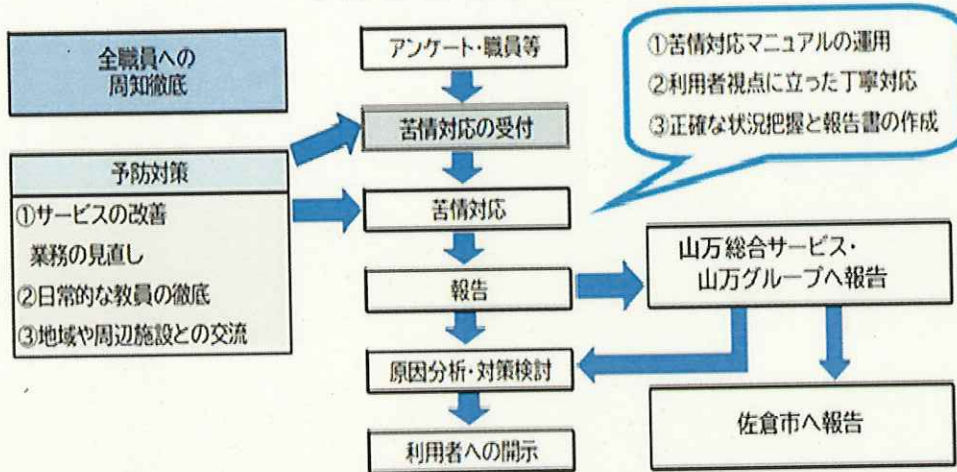 全職員への
周知徹底
予防対策
①サービスの改善
業務の見直し
②日常的な教員の徹底
③地域や周辺施設との交流
アンケート・職員等
苦情対応の受付
苦情対応
報告
原因分析・対策検討
利用者への開示
①苦情対応マニュアルの運用
②利用者視点に立った丁寧対応
③正確な状況把握と報告書の作成
山万総合サービス・
山万グループへ報告
佐倉市へ報告